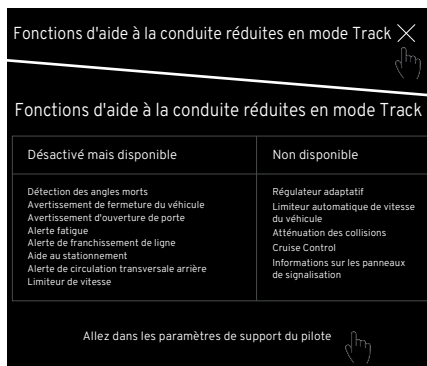 Fonctions d'aide à la conduite réduites en mode Track
Fonctions d'aide à la conduite réduites en mode Track
Désactivé mais disponible
Détection des angles morts
Avertissement de fermeture du véhicule
Avertissement d'ouverture de porte
Alerte fatigue
Alerte de franchissement de ligne
Aide au stationnement
Alerte de circulation transversale arrière
Limiteur de vitesse
Non disponible
Régulateur adaptatif
Limiteur automatique de vitesse
du véhicule
Atténuation des collisions
Cruise Control
Informations sur les panneaux
de signalisation
Allez dans les paramètres de support du pilote